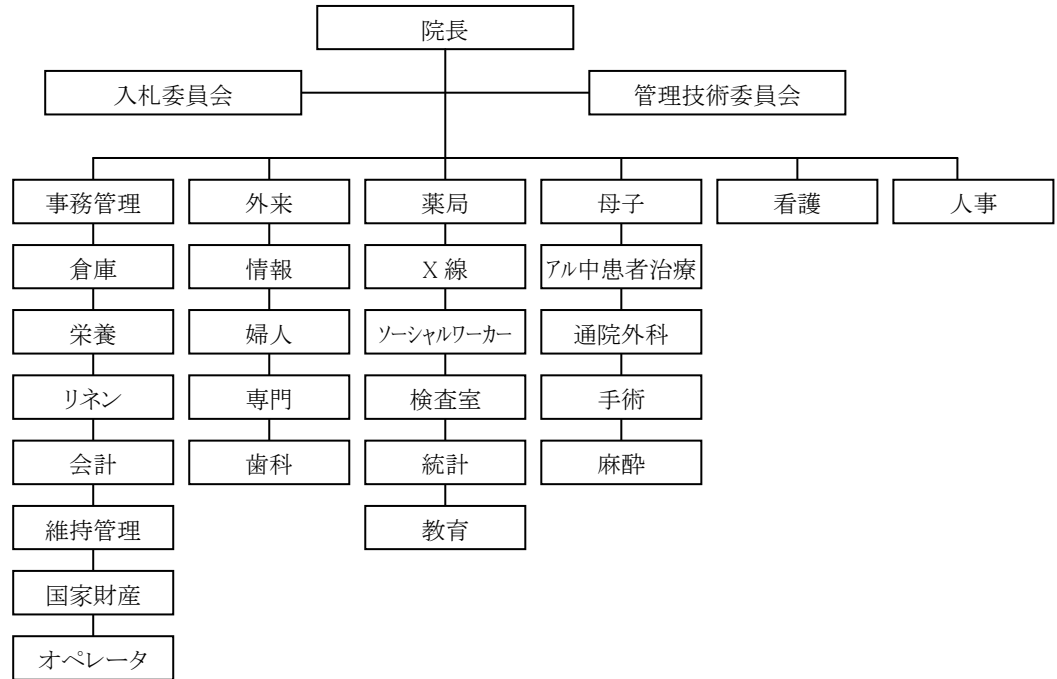 院長
入札委員会
管理技術委員会
事務管理
外来
薬局
母子
看護
人事
倉庫
情報
X 線
アル中患者治療
栄養
婦人
ソーシャルワーカー
通院外科
リネン
専門
検査室
手術
会計
歯科
統計
麻酔
維持管理
教育
国家財産
オペレータ